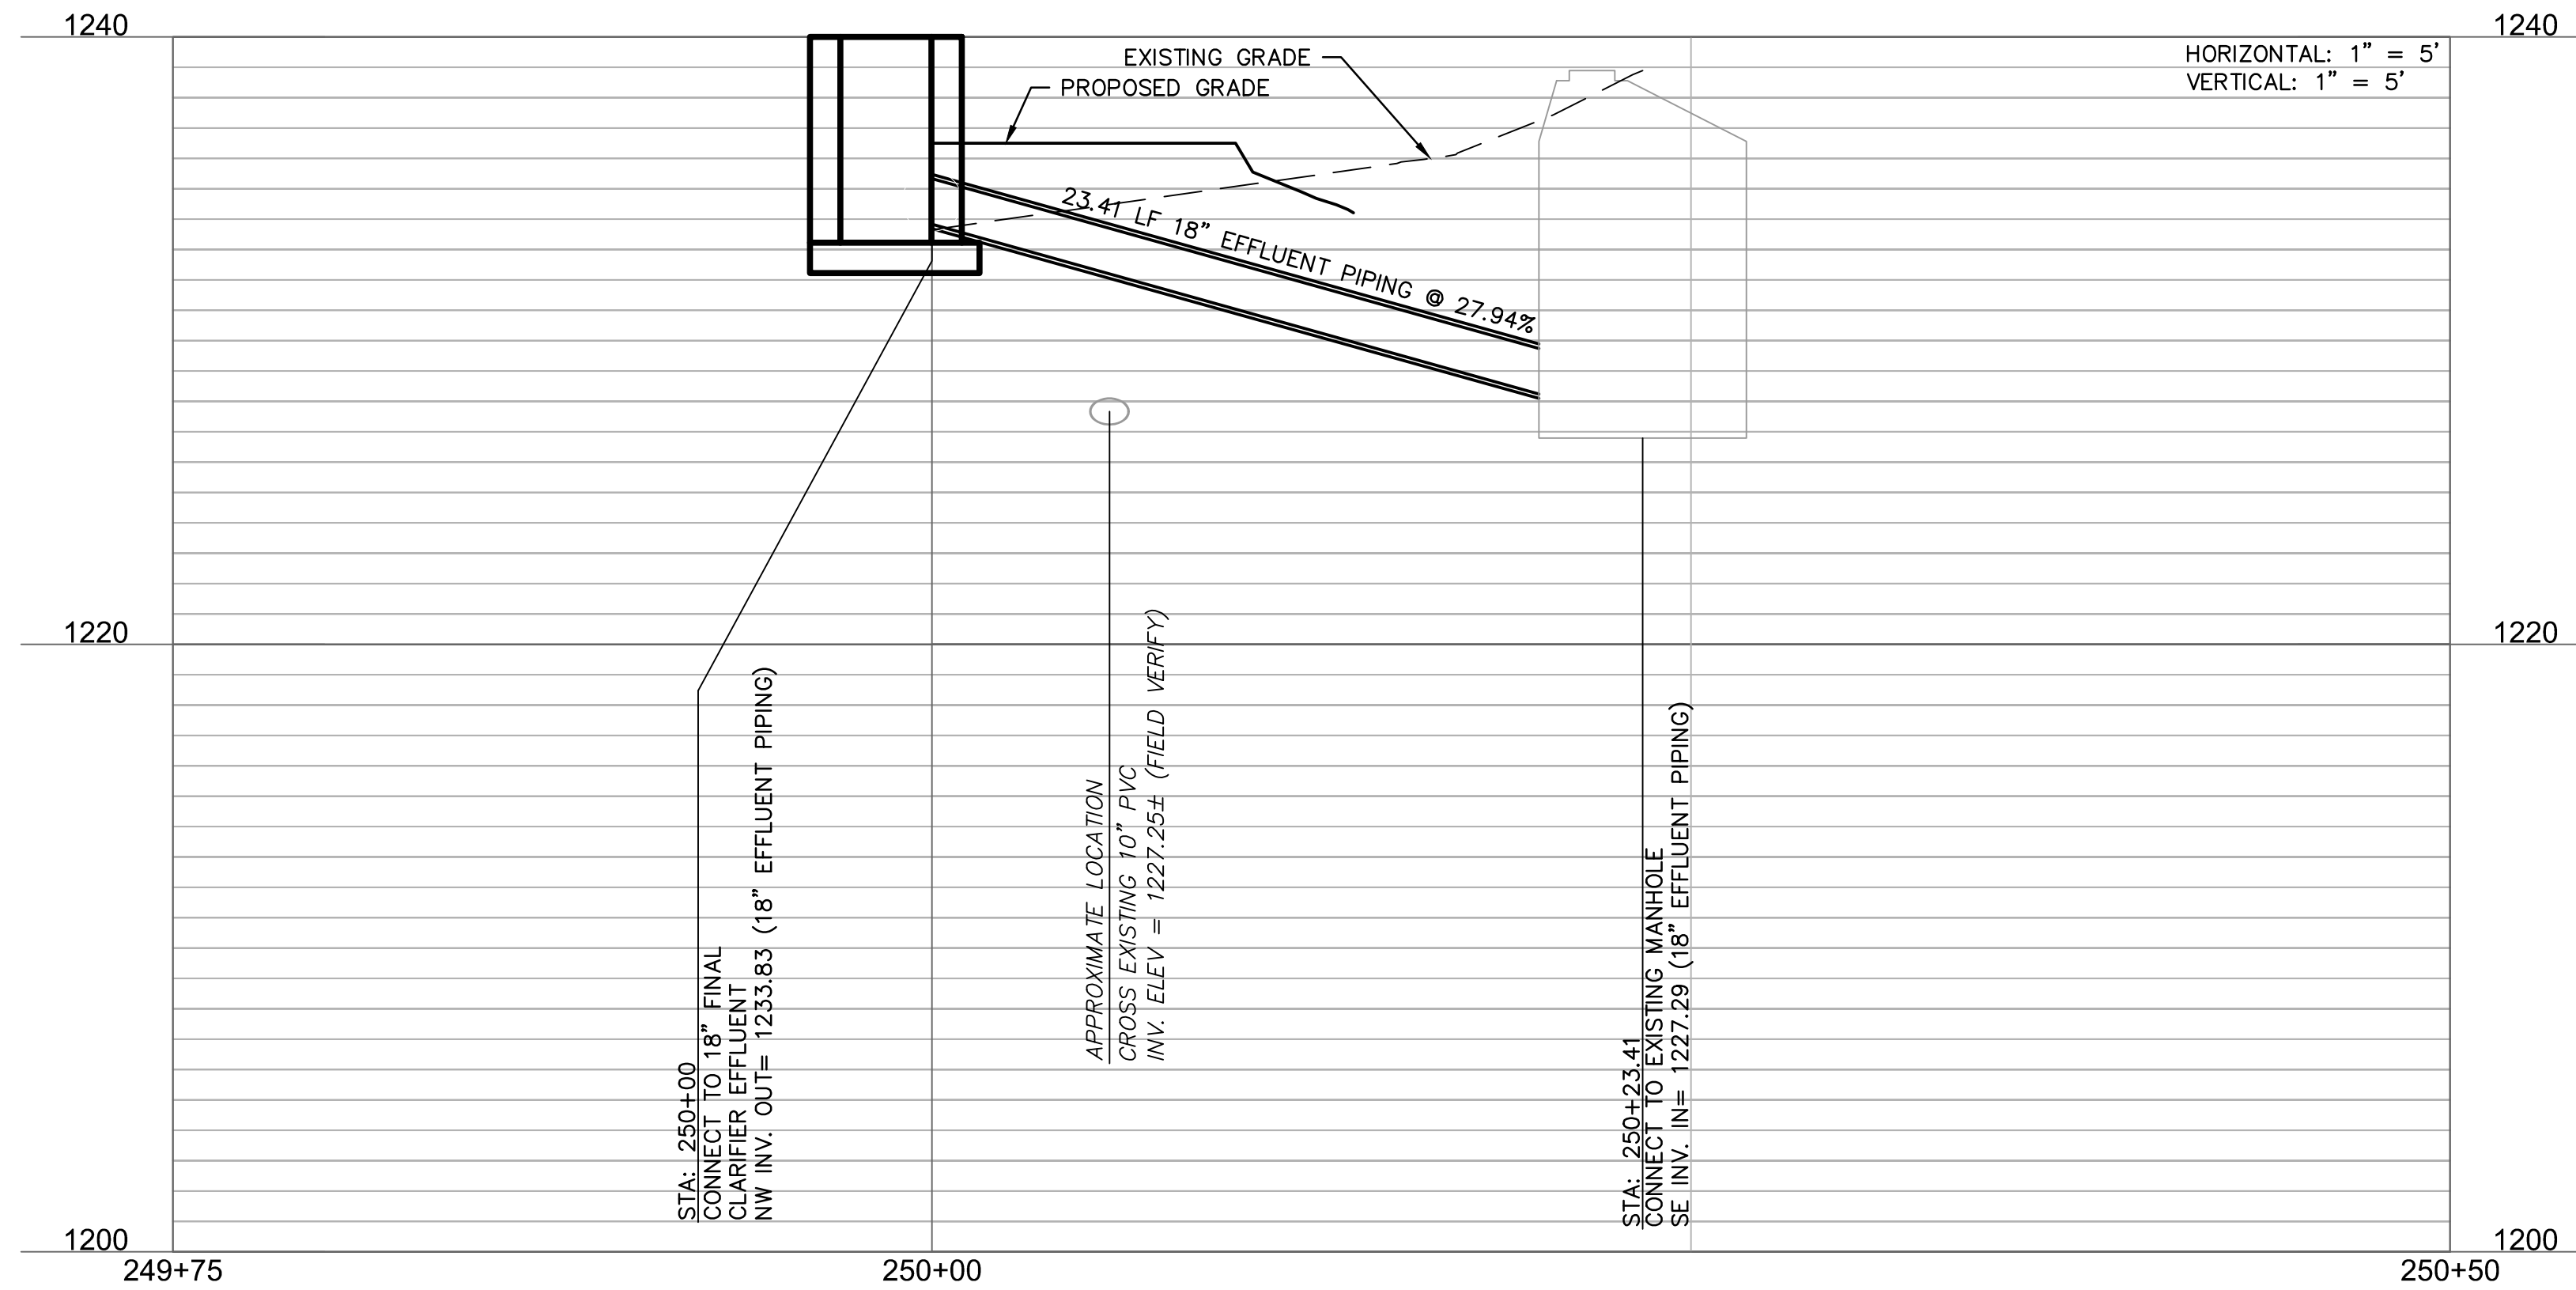 1240
1240
HORIZONTAL: 1" = 5'
VERTICAL: 1" = 5'
EXISTING GRADE
PROPOSED GRADE
23.41 LF 18" EFFLUENT PIPING @ 27.94%
1220
1220
STA: 250+00
CONNECT TO 18" FINAL
CLARIFIER EFFLUENT
NW INV. OUT= 1233.83 (18" EFFLUENT PIPING)
APPROXIMATE LOCATION
CROSS EXISTING 10" PVC
INV. ELEV = 1227.25± (FIELD VERIFY)
STA: 250+23.41
CONNECT TO EXISTING MANHOLE
SE INV. IN= 1227.29 (18" EFFLUENT PIPING)
1200
1200
249+75
250+00
250+50